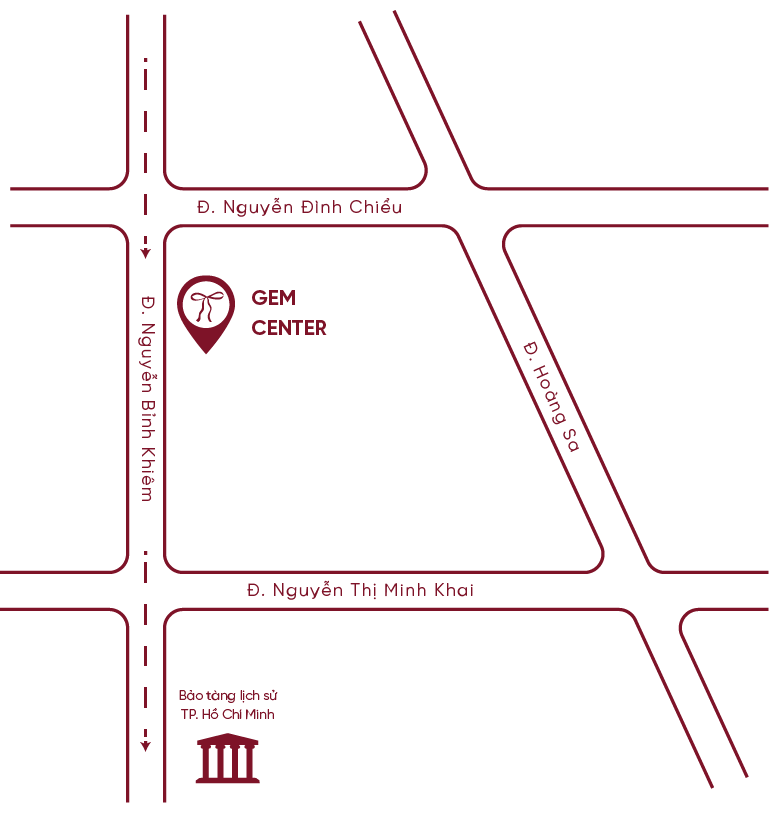 Đ. Nguyễn Đình Chiểu
GEM
CENTER
Đ. Nguyễn Bỉnh Khiêm
Đ. Hoàng Sa
Đ. Nguyễn Thị Minh Khai
Bảo tàng lịch sử
TP. Hồ Chí Minh